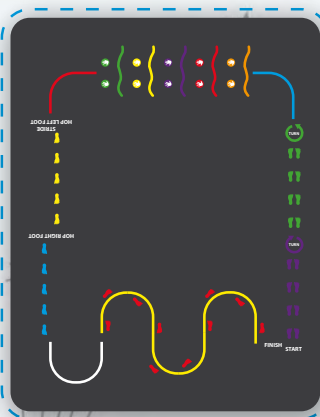 HOP LEFT FOOT
STRIDE
TURN
HOP RIGHT FOOT
TURN
FINISH
START